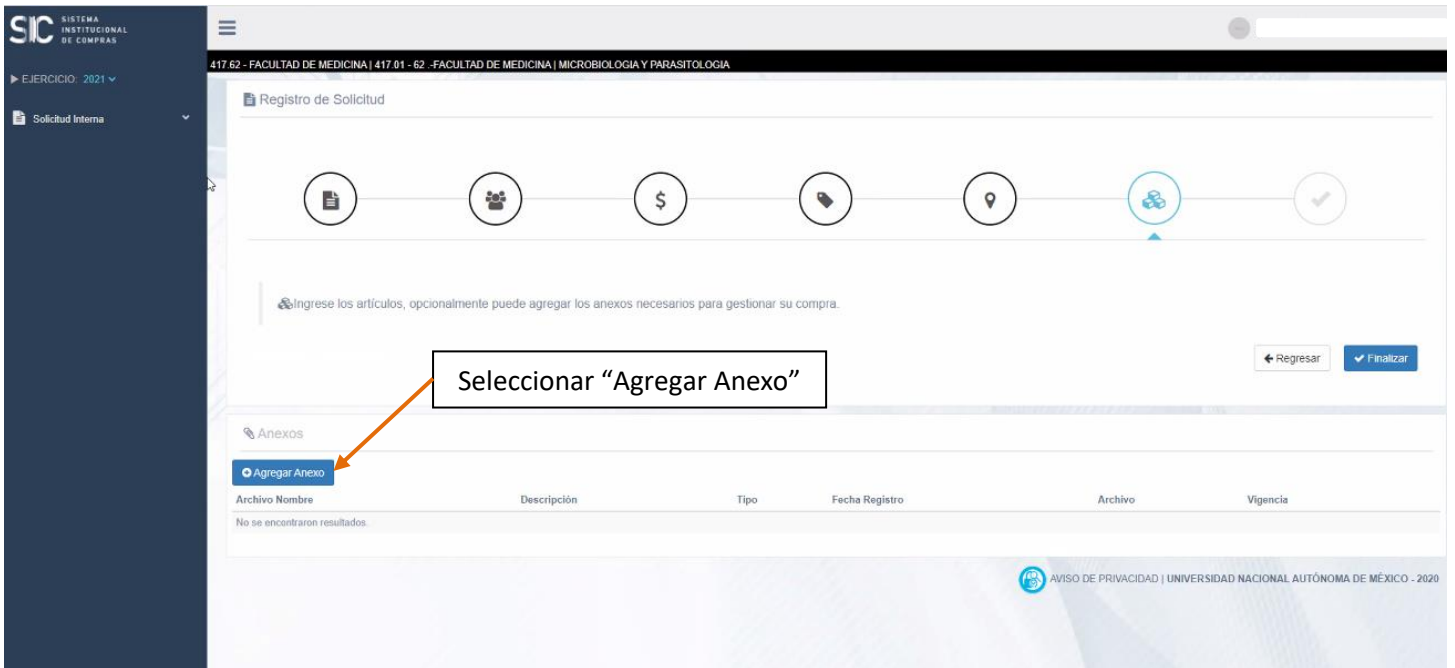 SIC SISTEMA
INSTITUCIONAL
DE COMPRAS
EJERCICIO: 2021
Solicitud Interna
417.62 - FACULTAD DE MEDICINA | 417.01 - 62 .-FACULTAD DE MEDICINA | MICROBIOLOGIA Y PARASITOLOGIA
Registro de Solicitud
$
Ingrese los artículos, opcionalmente puede agregar los anexos necesarios para gestionar su compra.
Regresar Finalizar
Seleccionar “Agregar Anexo”
Anexos
Agregar Anexo
Archivo Nombre Descripción Tipo Fecha Registro Archivo Vigencia
No se encontraron resultados.
AVISO DE PRIVACIDAD | UNIVERSIDAD NACIONAL AUTÓNOMA DE MÉXICO - 2020